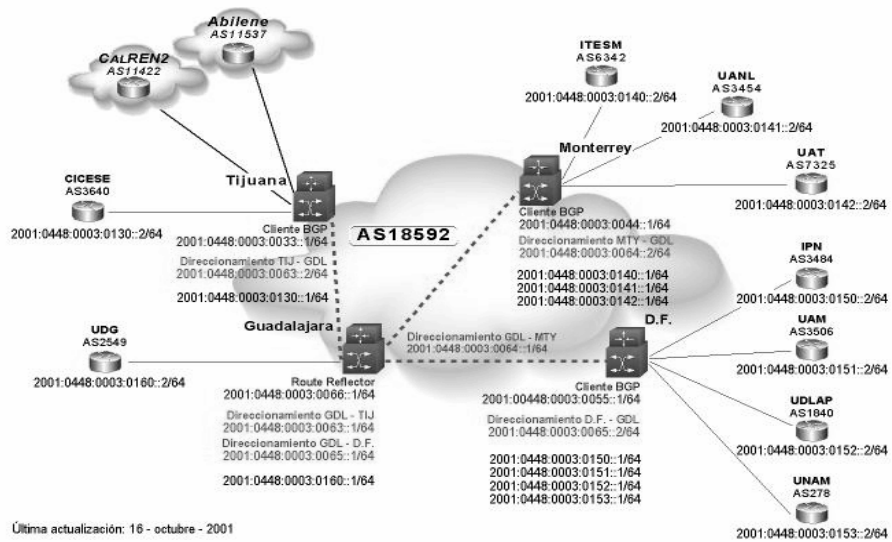 Abilene
AS11537
CALREN2
AS11422
ITESM
AS6342
2001:0448:0003:0140::2/64
UANL
AS3454
2001:0448:0003:0141::2/64
Monterrey
UAT
AS7325
2001:0448:0003:0142::2/64
Tijuana
CICESE
AS3640
2001:0448:0003:0130::2/64
Cliente BGP
2001:0448:0003:0033::1/64
Direccionamiento TIJ - GDL
2001:0448:0003:0063::2/64
2001:0448:0003:0130::1/64
AS18592
Cliente BGP
2001:0448:0003:0044::1/64
Direccionamiento MTY - GDL
2001:0448:0003:0064::2/64
2001:0448:0003:0140::1/64
2001:0448:0003:0141::1/64
2001:0448:0003:0142::1/64
IPN
AS3484
2001:0448:0003:0150::2/64
Guadalajara
UDG
AS2549
2001:0448:0003:0160::2/64
Direccionamiento GDL - MTY
2001:0448:0003:0064::1/64
D.F.
UAM
AS3506
2001:0448:0003:0151::2/64
Route Reflector
2001:0448:0003:0066::1/64
Direccionamiento GDL - TIJ
2001:0448:0003:0063::1/64
Direccionamiento GDL - D.F.
2001:0448:0003:0065::1/64
2001:0448:0003:0160::1/64
Cliente BGP
2001:00448:0003:0055::1/64
Direccionamiento D.F. - GDL
2001:0448:0003:0065::2/64
2001:0448:0003:0150::1/64
2001:0448:0003:0151::1/64
2001:0448:0003:0152::1/64
2001:0448:0003:0153::1/64
UDLAP
AS1840
2001:0448:0003:0152::2/64
UNAM
AS278
2001:0448:0003:0153::2/64
Última actualización: 16 - octubre - 2001